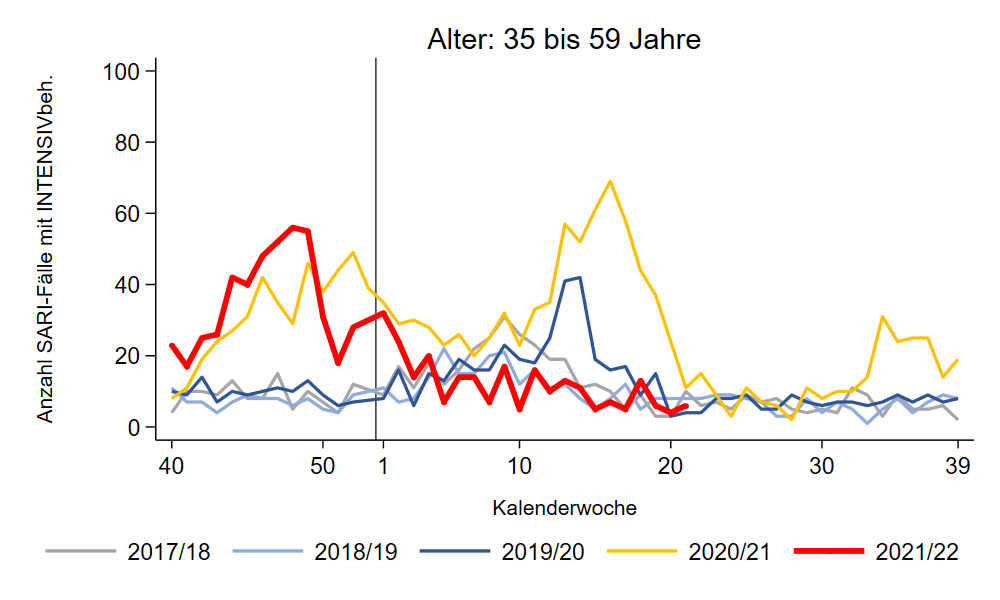 Alter: 35 bis 59 Jahre
Anzahl SARI-Fälle mit INTENSIVbeh.
100
80
60
40
20
0
40 50 1 10 20 30 39
Kalenderwoche
2017/18 2018/19 2019/20 2020/21 2021/22